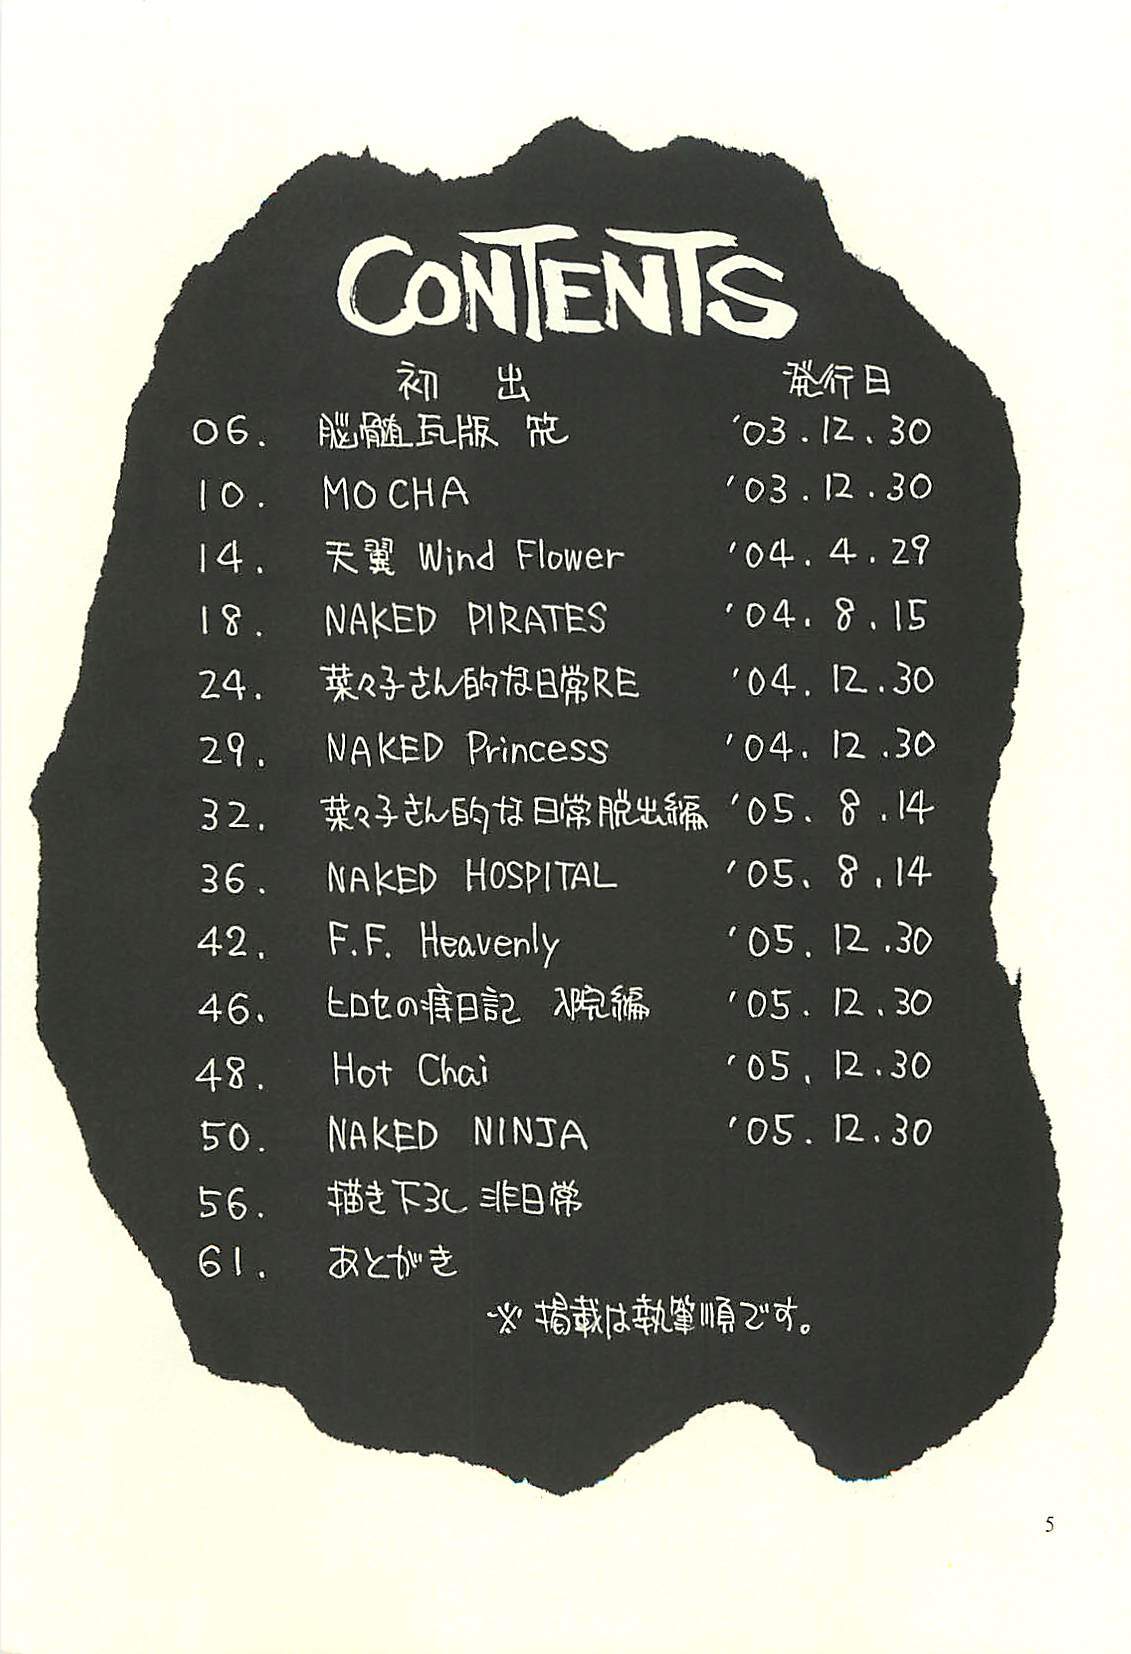 CONTENTS
初出 発行日
06. 脳髄瓦版 '03.12.30
10. MOCHA '03.12.30
14. 天翼 Wind Flower '04.4.29
18. NAKED PIRATES '04.8.15
24. 菜々子さん的な日常RE '04.12.30
29. NAKED Princess '04.12.30
32. 菜々子さん的な日常脱出編 '05.8.14
36. NAKED HOSPITAL '05.8.14
42. F.F. Heavenly '05.12.30
46. ヒロセの痔日記 入院編 '05.12.30
48. Hot Chai '05.12.30
50. NAKED NINJA '05.12.30
56. 描き下ろし 非日常
61. あとがき
※掲載は執筆順です。
5